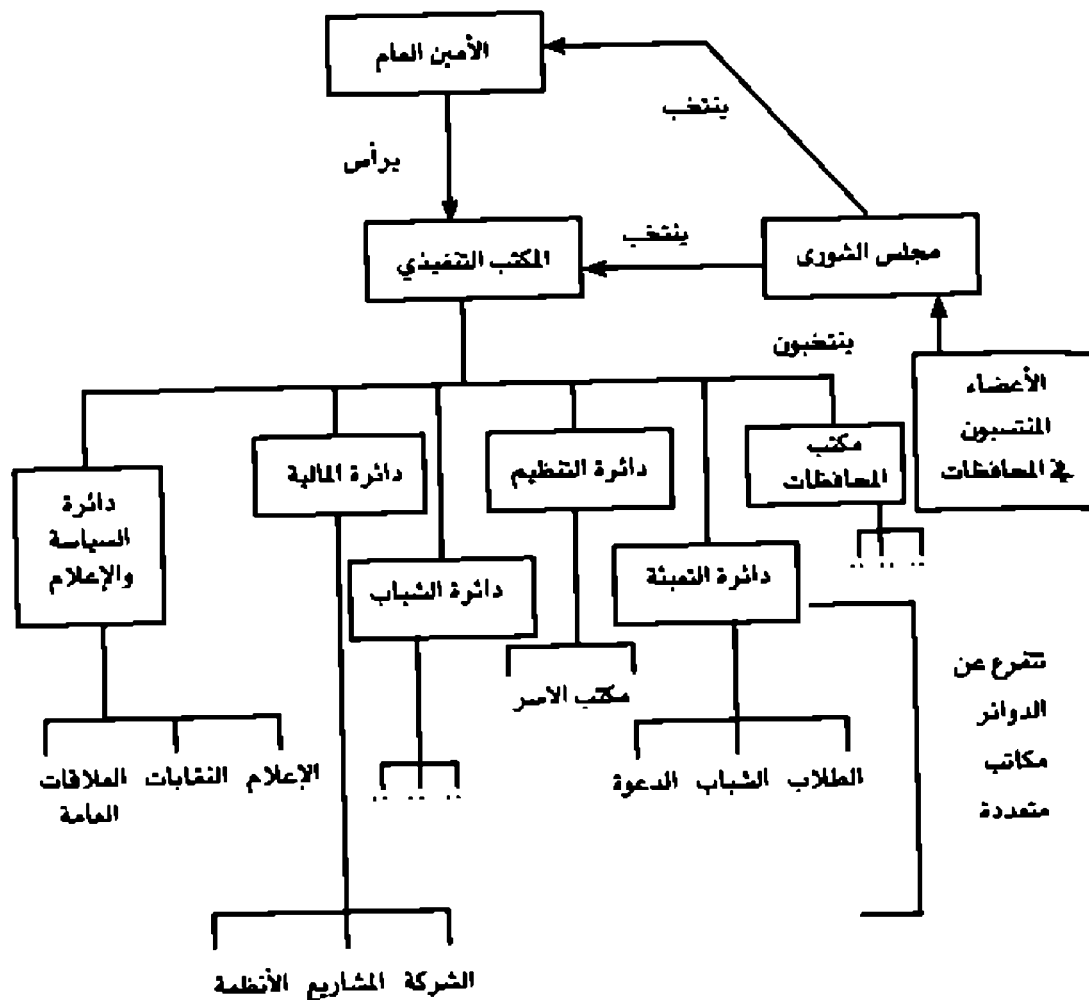 الأمين العام
ينتخب
يرأس
ينتخب
مجلس الشورى
المكتب التنفيذي
ينتخبون
الأعضاء
المنتسبون
في المحافظات
مكتب
المحافظات
دائرة التنظيم
دائرة المالية
دائرة
السياسة
والإعلام
دائرة التعبئة
دائرة الشباب
تتفرع عن
الدوائر
مكاتب
متعددة
مكتب الاسر
الطلاب
الشباب
الدعوة
الإعلام
النقابات
العلاقات
العامة
الشركة
المشاريع
الأنظمة